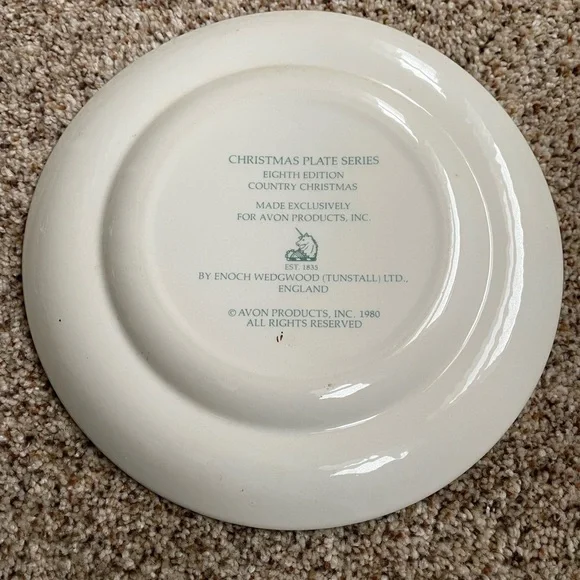 CHRISTMAS PLATE SERIES
EIGHTH EDITION
COUNTRY CHRISTMAS
MADE EXCLUSIVELY
FOR AVON PRODUCTS, INC.
EST. 1835
BY ENOCH WEDGWOOD (TUNSTALL) LTD.,
ENGLAND
© AVON PRODUCTS, INC. 1980
ALL RIGHTS RESERVED